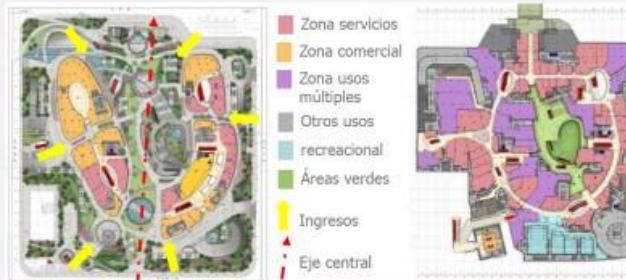 Zona servicios
Zona comercial
Zona usos
múltiples
Otros usos
recreacional
Áreas verdes
Ingresos
Eje central